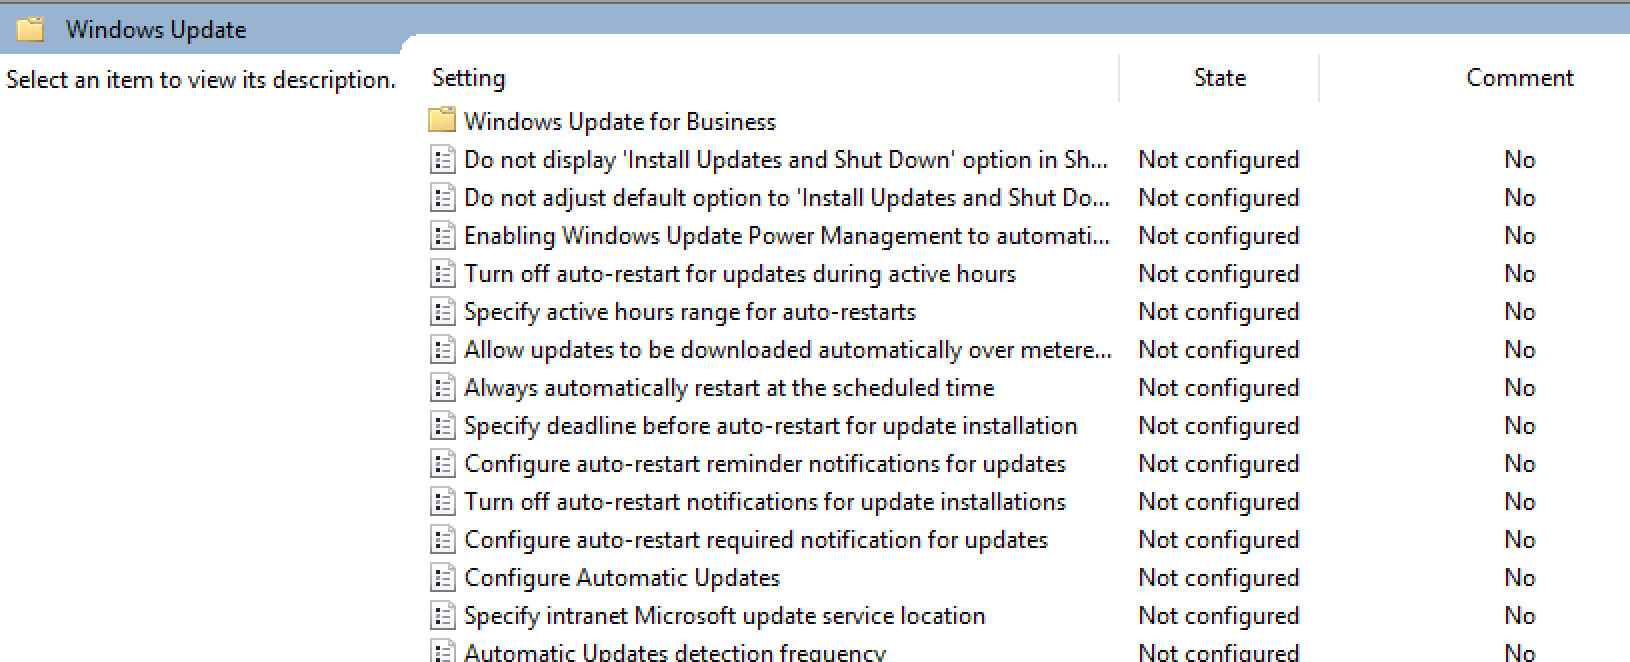 Windows Update
Select an item to view its description.
Setting State Comment
Windows Update for Business
Do not display 'Install Updates and Shut Down' option in Sh... Not configured No
Do not adjust default option to 'Install Updates and Shut Do... Not configured No
Enabling Windows Update Power Management to automati... Not configured No
Turn off auto-restart for updates during active hours Not configured No
Specify active hours range for auto-restarts Not configured No
Allow updates to be downloaded automatically over metere... Not configured No
Always automatically restart at the scheduled time Not configured No
Specify deadline before auto-restart for update installation Not configured No
Configure auto-restart reminder notifications for updates Not configured No
Turn off auto-restart notifications for update installations Not configured No
Configure auto-restart required notification for updates Not configured No
Configure Automatic Updates Not configured No
Specify intranet Microsoft update service location Not configured No
Automatic Updates detection frequency Not configured No